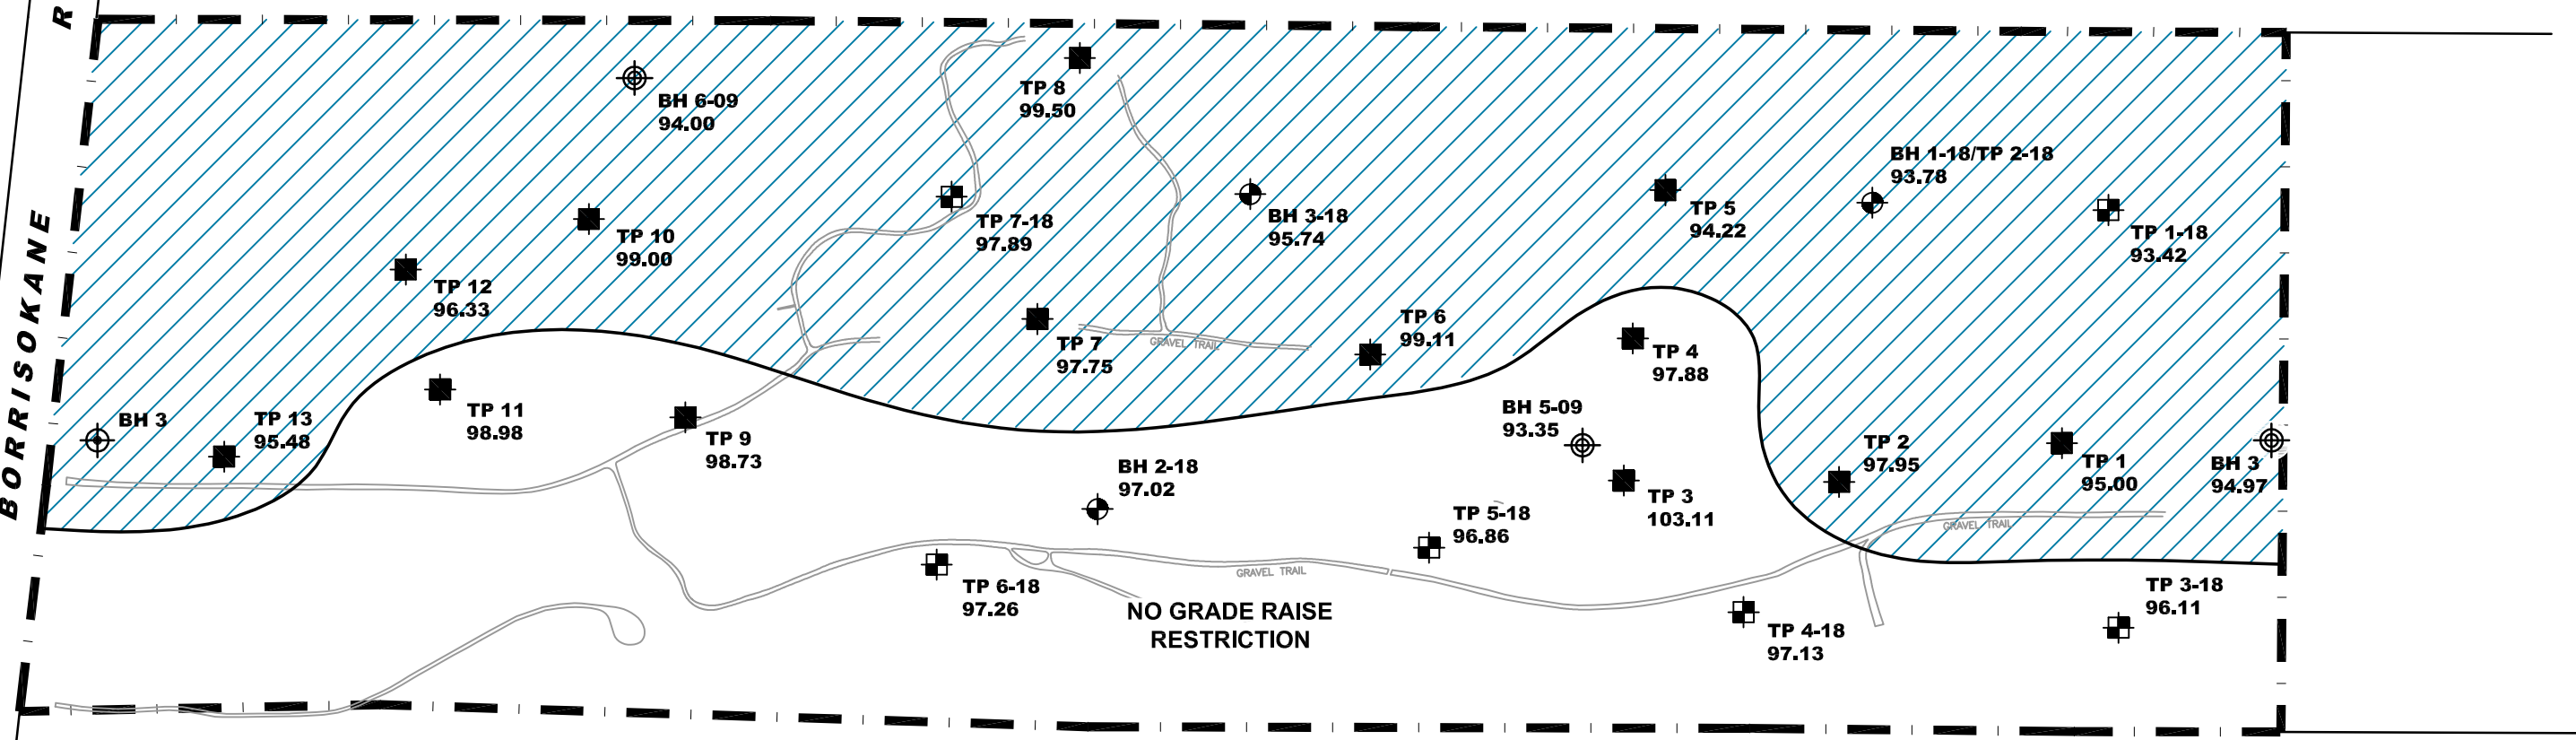 R
BORRISOKANE
TP 8
99.50
BH 6-09
94.00
BH 1-18/TP 2-18
93.78
TP 7-18
97.89
BH 3-18
95.74
TP 5
94.22
TP 1-18
93.42
TP 10
99.00
TP 12
96.33
TP 7
97.75
GRAVEL TRAIL
TP 6
99.11
TP 4
97.88
BH 3
TP 13
95.48
TP 11
98.98
TP 9
98.73
BH 5-09
93.35
TP 2
97.95
TP 1
95.00
BH 3
94.97
BH 2-18
97.02
TP 3
103.11
TP 5-18
96.86
GRAVEL TRAIL
GRAVEL TRAIL
TP 6-18
97.26
NO GRADE RAISE
RESTRICTION
TP 4-18
97.13
TP 3-18
96.11